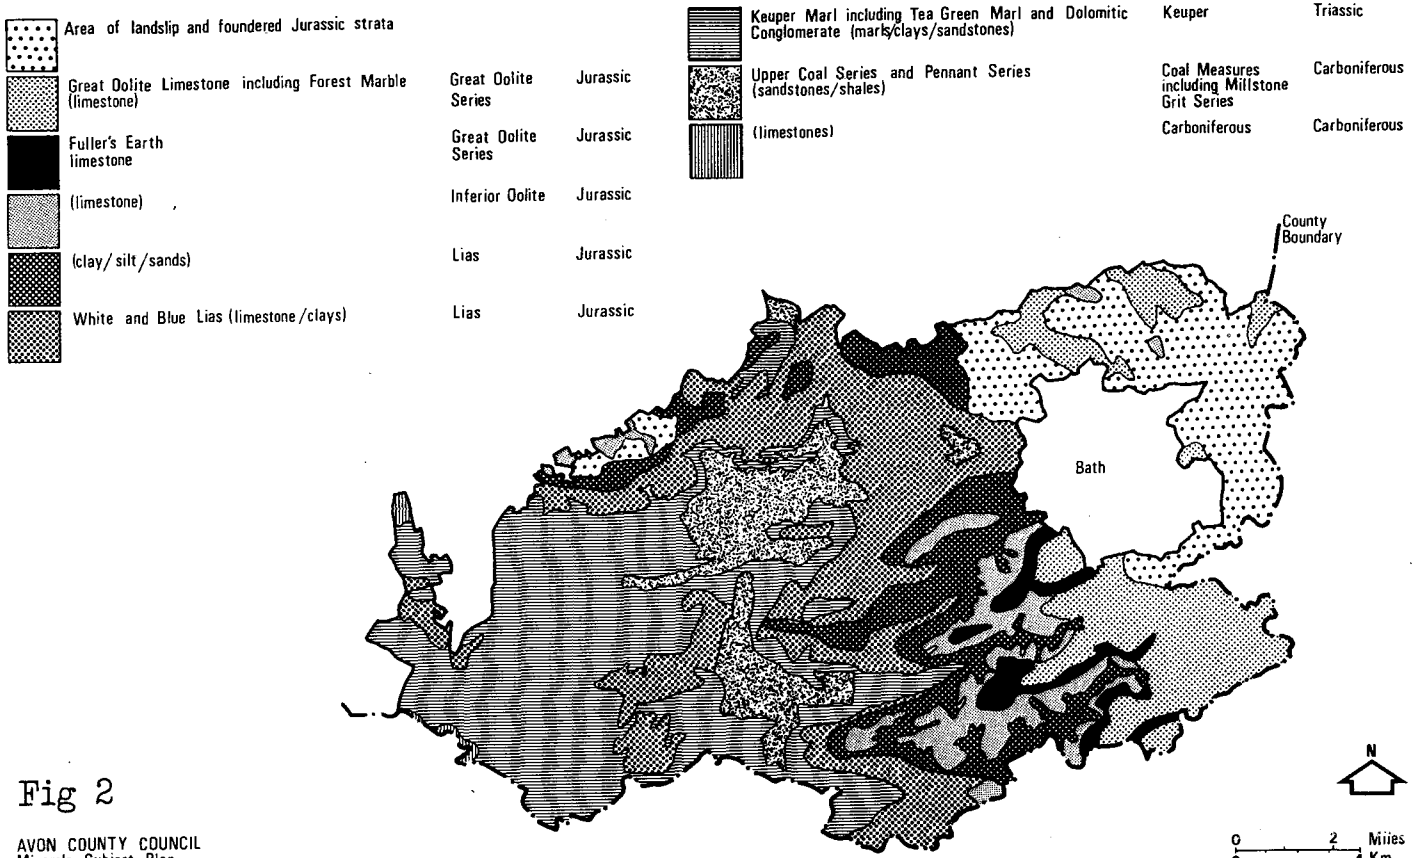 Area of landslip and foundered Jurassic strata
Great Oolite Limestone including Forest Marble
(limestone)
Great Oolite
Series
Jurassic
Fuller's Earth
limestone
Great Oolite
Series
Jurassic
(limestone)
Inferior Oolite
Jurassic
(clay/silt/sands)
Lias
Jurassic
White and Blue Lias (limestone/clays)
Lias
Jurassic
Keuper Marl including Tea Green Marl and Dolomitic
Conglomerate (marls/clays/sandstones)
Keuper
Triassic
Upper Coal Series and Pennant Series
(sandstones/shales)
Coal Measures
including Millstone
Grit Series
Carboniferous
(limestones)
Carboniferous
Carboniferous
County
Boundary
Bath
N
Fig 2
AVON COUNTY COUNCIL
Minerals Subject Plan
0 2 Miles
Km